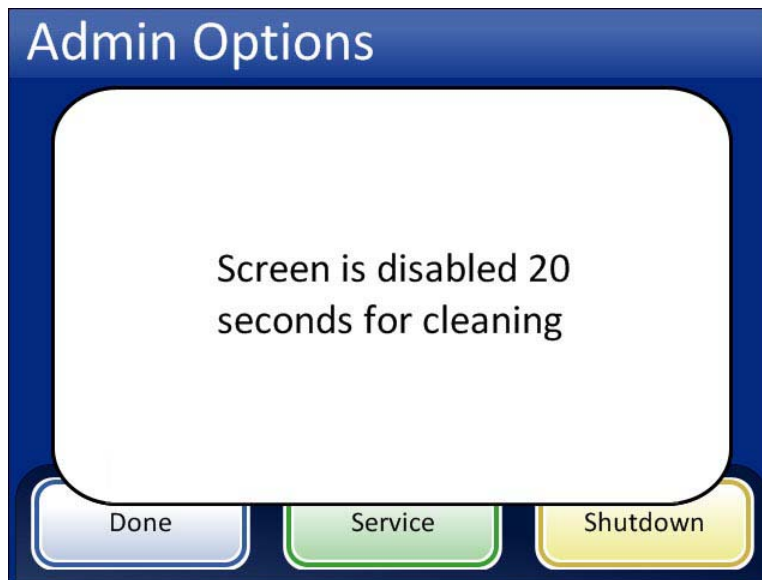 Admin Options
Screen is disabled 20
seconds for cleaning
Done Service Shutdown